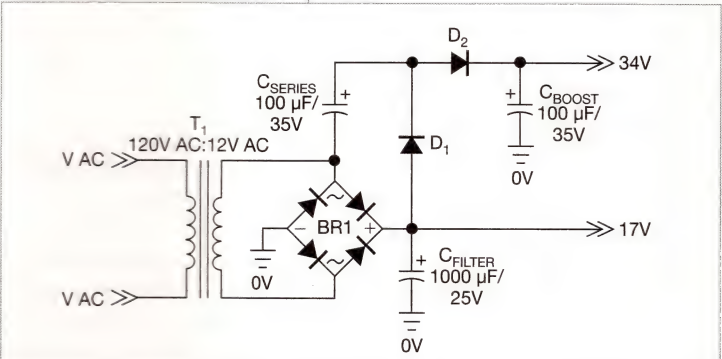 D2
34V
CSERIES
100 µF/
35V
+
+
CBOOST
100 µF/
35V
0V
T1
120V AC:12V AC
V AC
D1
~
BR1
−
+
17V
~
0V
+
CFILTER
1000 µF/
25V
0V
V AC